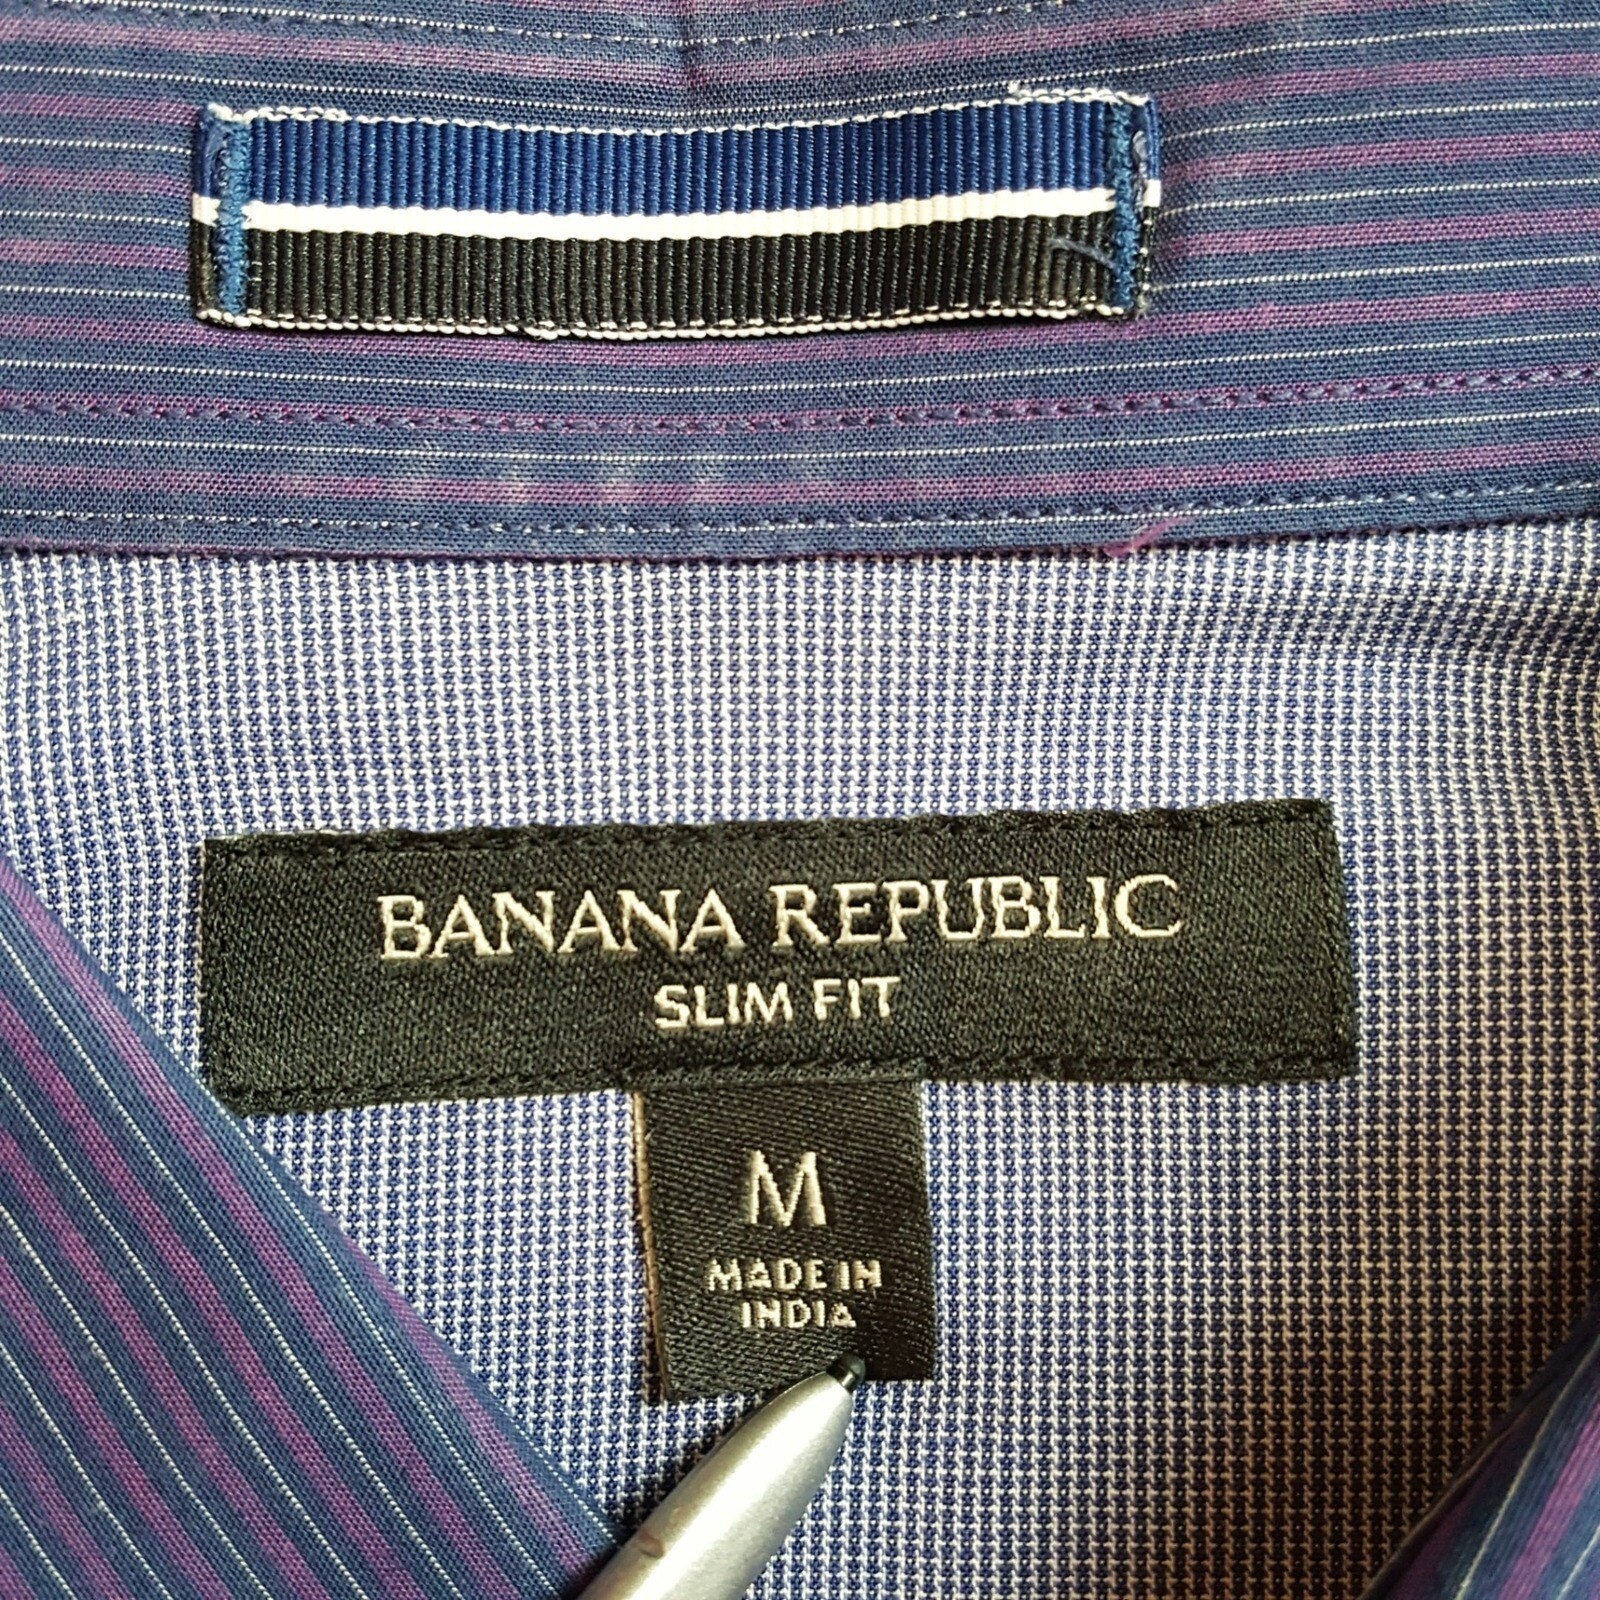 BANANA REPUBLIC
SLIM FIT
M
MADE IN
INDIA